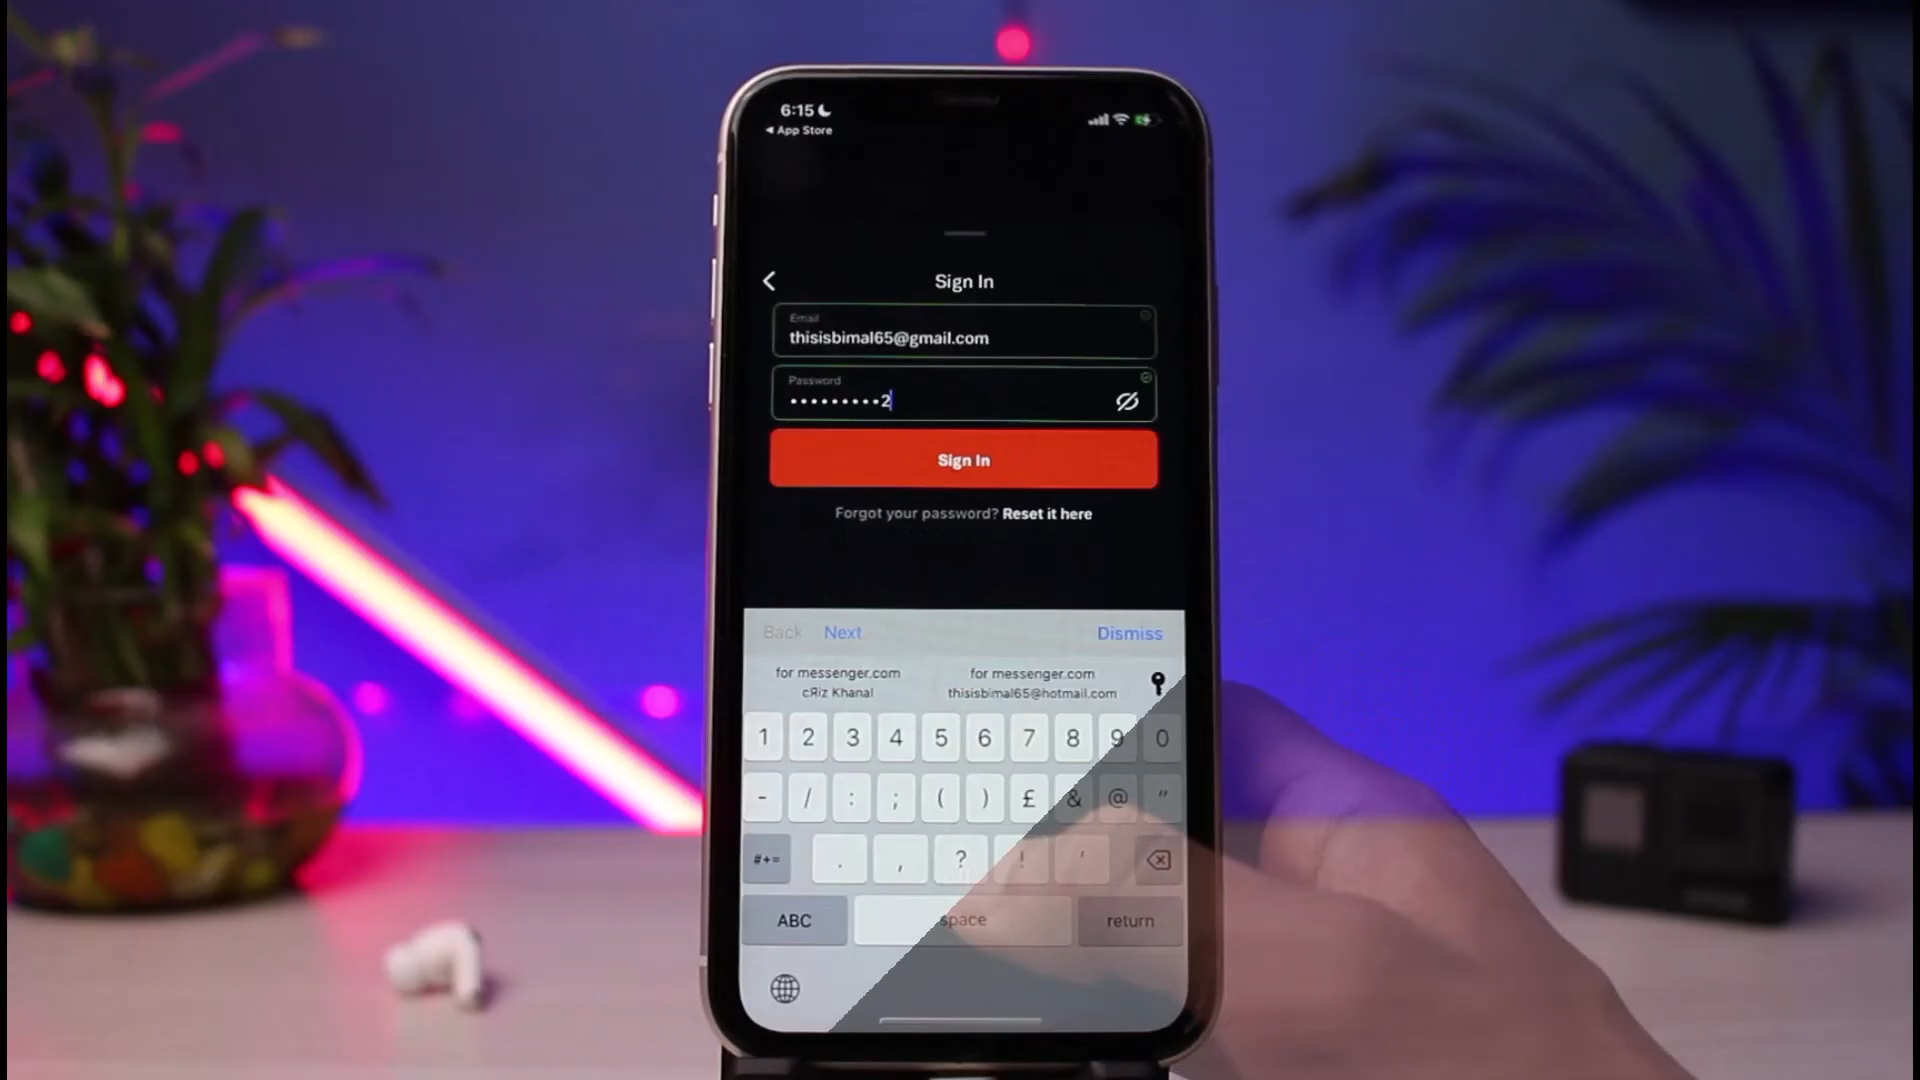 6:15
◀ App Store
Sign In
Email
thisisbimal65@gmail.com
Password
•••••••••2
Sign In
Forgot your password? Reset it here
Back Next Dismiss
for messenger.com for messenger.com
cЯiz Khanal thisisbimal65@hotmail.com
1 2 3 4 5 6 7 8 9 0
- / : ; ( ) £ & @ "
#+= . , ? ! '
ABC space return